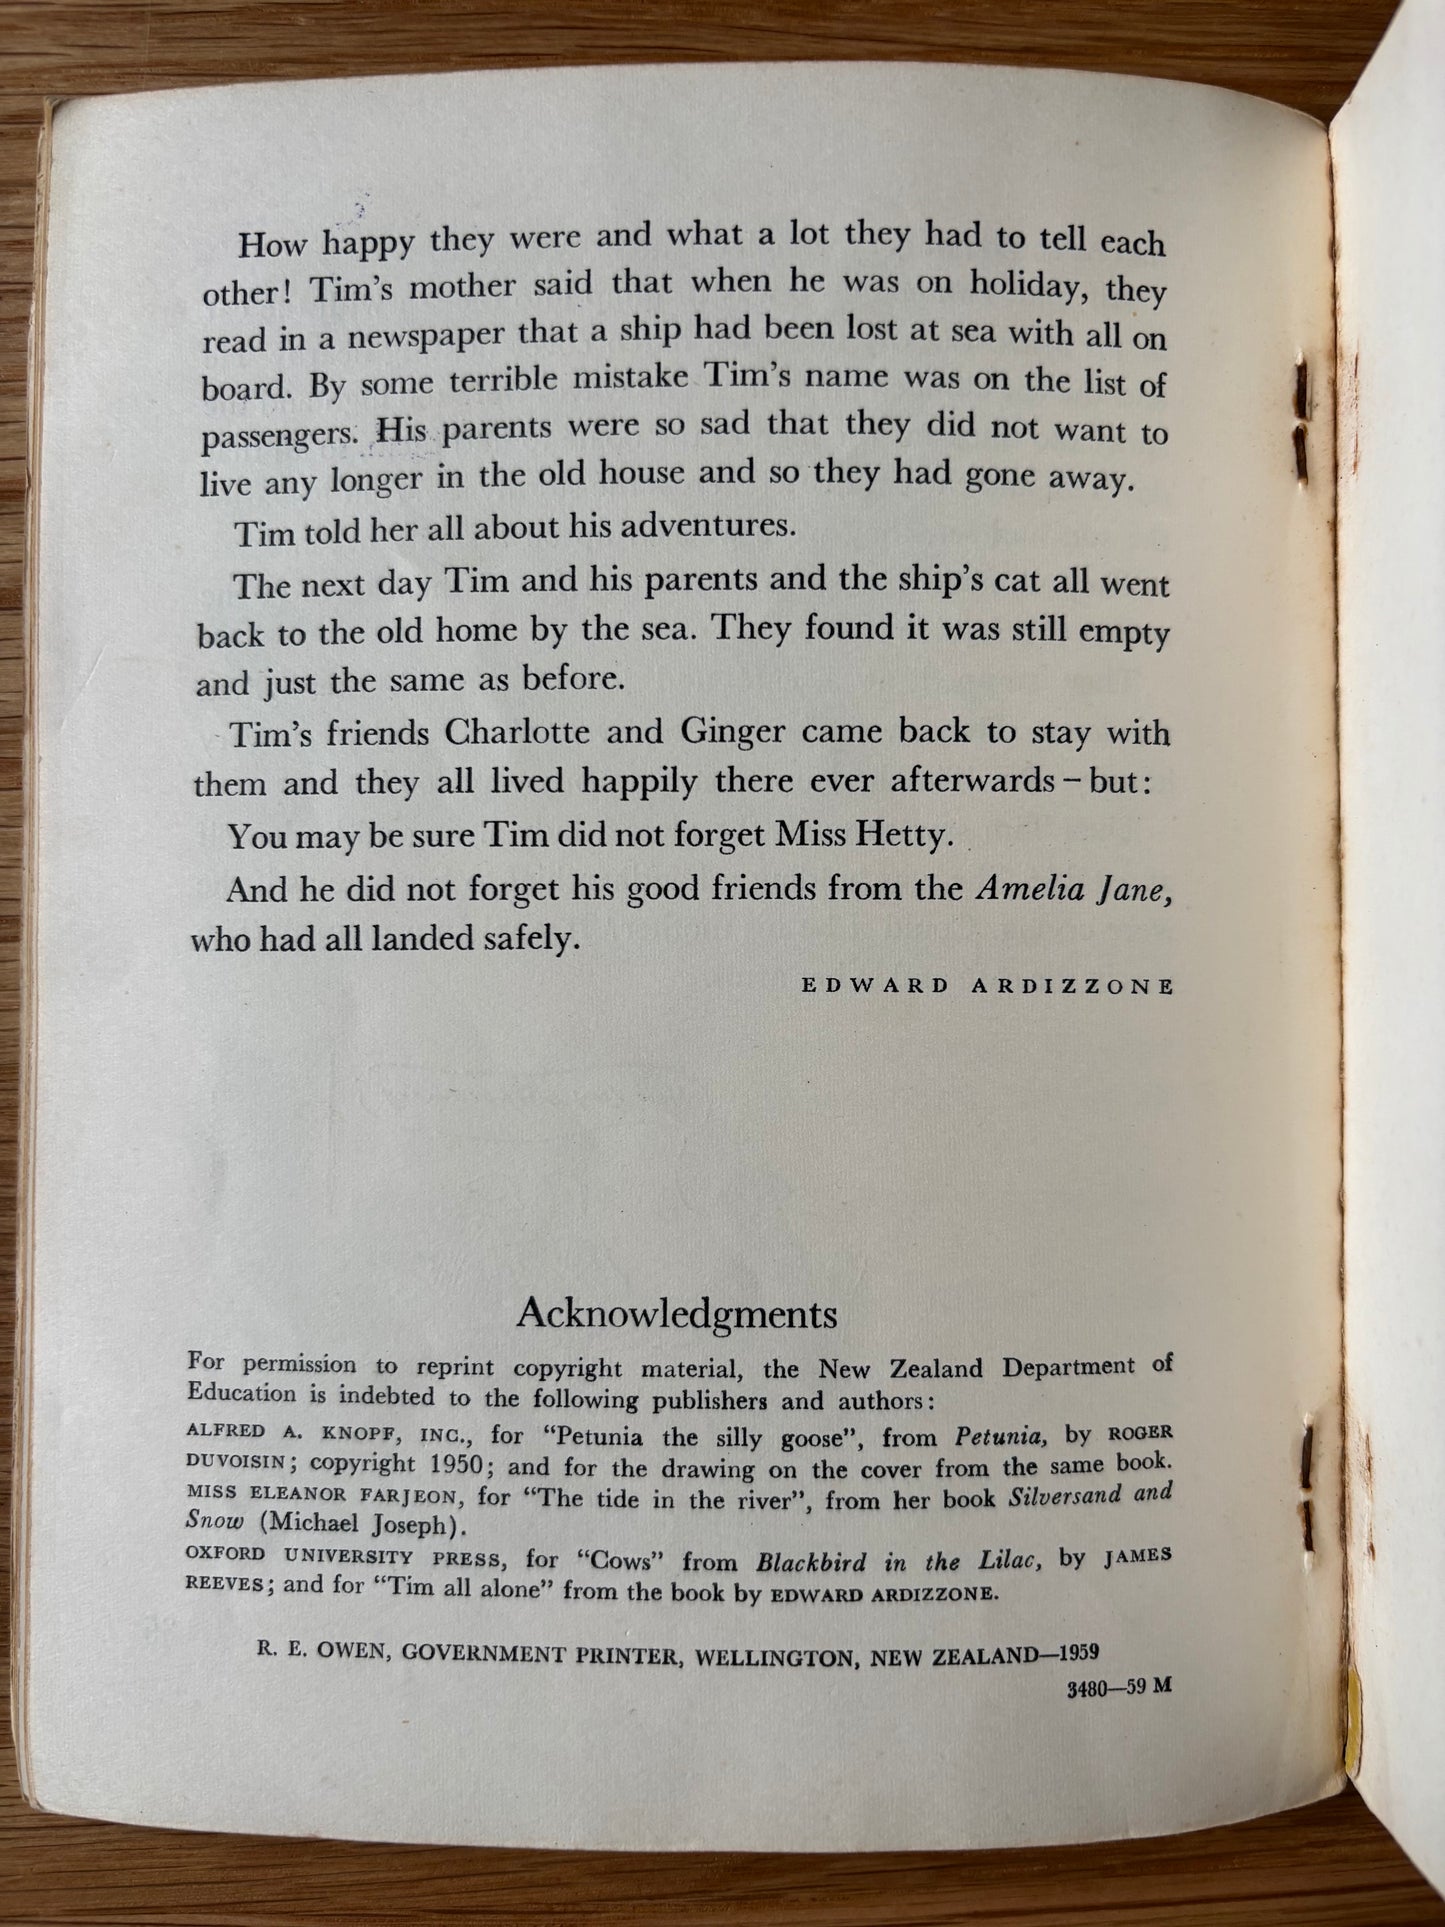 How happy they were and what a lot they had to tell each
other! Tim's mother said that when he was on holiday, they
read in a newspaper that a ship had been lost at sea with all on
board. By some terrible mistake Tim's name was on the list of
passengers. His parents were so sad that they did not want to
live any longer in the old house and so they had gone away.
Tim told her all about his adventures.
The next day Tim and his parents and the ship's cat all went
back to the old home by the sea. They found it was still empty
and just the same as before.
Tim's friends Charlotte and Ginger came back to stay with
them and they all lived happily there ever afterwards – but:
You may be sure Tim did not forget Miss Hetty.
And he did not forget his good friends from the Amelia Jane,
who had all landed safely.
EDWARD ARDIZZONE
Acknowledgments
For permission to reprint copyright material, the New Zealand Department of
Education is indebted to the following publishers and authors:
ALFRED A. KNOPF, INC., for “Petunia the silly goose”, from Petunia, by ROGER
DUVOISIN; copyright 1950; and for the drawing on the cover from the same book.
MISS ELEANOR FARJEON, for “The tide in the river”, from her book Silversand and
Snow (Michael Joseph).
OXFORD UNIVERSITY PRESS, for “Cows” from Blackbird in the Lilac, by JAMES
REEVES; and for “Tim all alone” from the book by EDWARD ARDIZZONE.
R. E. OWEN, GOVERNMENT PRINTER, WELLINGTON, NEW ZEALAND—1959
3480—59 M